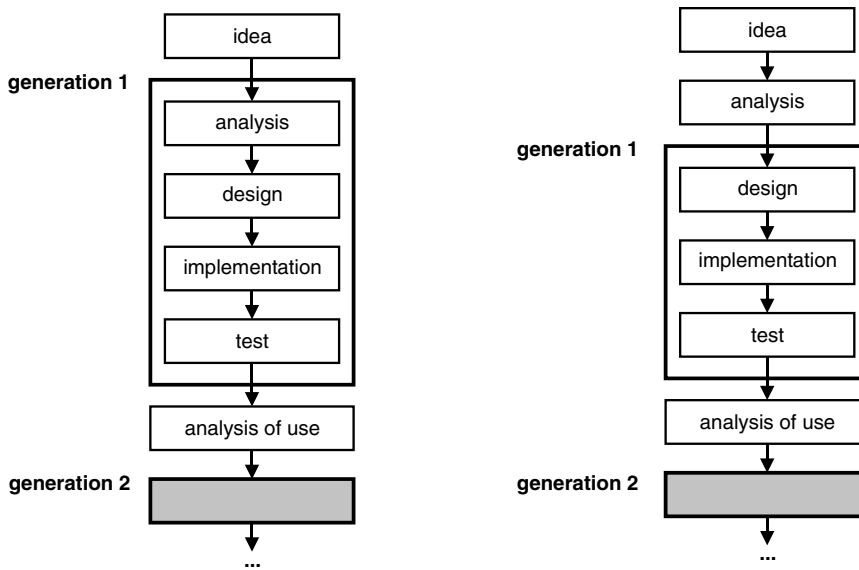 idea
generation 1
analysis
design
implementation
test
analysis of use
generation 2
...
idea
analysis
generation 1
design
implementation
test
analysis of use
generation 2
...